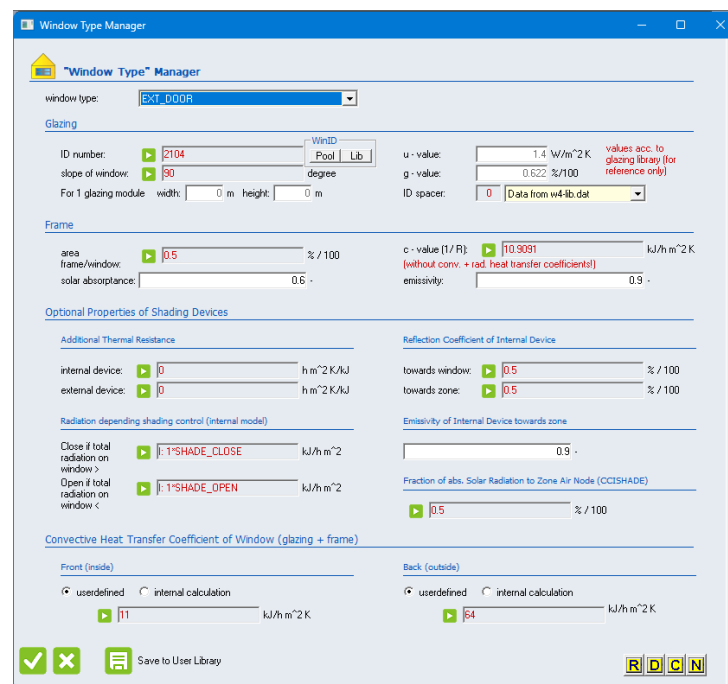 Window Type Manager
"Window Type" Manager
window type: EXT_DOOR
Glazing
WinID
ID number: 2104 Pool Lib
slope of window: 90 degree
For 1 glazing module width: 0 m height: 0 m
u - value: 1.4 W/m^2 K
g - value: 0.622 %/100
values acc. to
glazing library (for
reference only)
ID spacer: 0 Data from w4-lib.dat
Frame
area
frame/window: 0.5 % / 100
solar absorptance: 0.6 -
c - value (1/ R): 10.9091 kJ/h m^2 K
(without conv. + rad. heat transfer coefficients!)
emissivity: 0.9 -
Optional Properties of Shading Devices
Additional Thermal Resistance
internal device: 0 h m^2 K/kJ
external device: 0 h m^2 K/kJ
Reflection Coefficient of Internal Device
towards window: 0.5 % / 100
towards zone: 0.5 % / 100
Radiation depending shading control (internal model)
Close if total
radiation on
window >
I: 1*SHADE_CLOSE kJ/h m^2
Open if total
radiation on
window <
I: 1*SHADE_OPEN kJ/h m^2
Emissivity of Internal Device towards zone
0.9 -
Fraction of abs. Solar Radiation to Zone Air Node (CCISHADE)
0.5 % / 100
Convective Heat Transfer Coefficient of Window (glazing + frame)
Front (inside)
userdefined internal calculation
11 kJ/h m^2 K
Back (outside)
userdefined internal calculation
64 kJ/h m^2 K
Save to User Library
R D C N